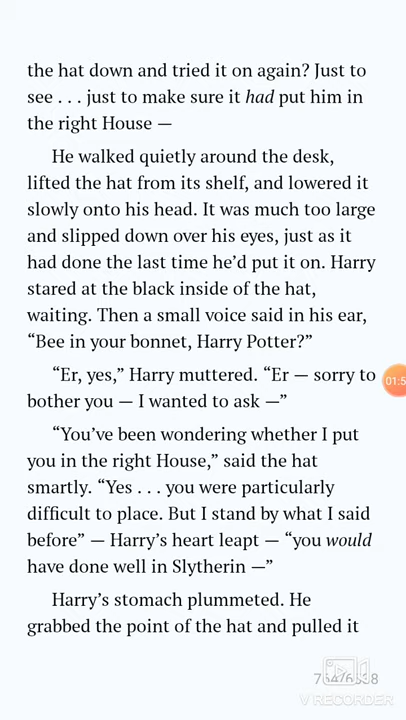 the hat down and tried it on again? Just to
see . . . just to make sure it had put him in
the right House —
He walked quietly around the desk,
lifted the hat from its shelf, and lowered it
slowly onto his head. It was much too large
and slipped down over his eyes, just as it
had done the last time he’d put it on. Harry
stared at the black inside of the hat,
waiting. Then a small voice said in his ear,
“Bee in your bonnet, Harry Potter?”
“Er, yes,” Harry muttered. “Er — sorry to
bother you — I wanted to ask —”
“You’ve been wondering whether I put
you in the right House,” said the hat
smartly. “Yes . . . you were particularly
difficult to place. But I stand by what I said
before” — Harry’s heart leapt — “you would
have done well in Slytherin —”
Harry’s stomach plummeted. He
grabbed the point of the hat and pulled it
V RECORDER